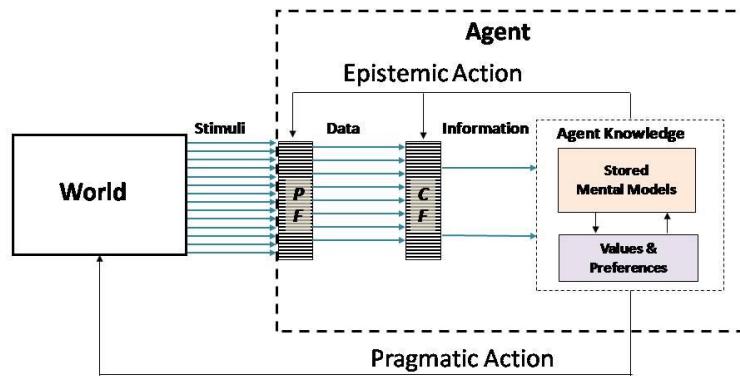 Agent
Epistemic Action
Stimuli
Data
Information
Agent Knowledge
World
P
F
C
F
Stored
Mental Models
Values &
Preferences
Pragmatic Action